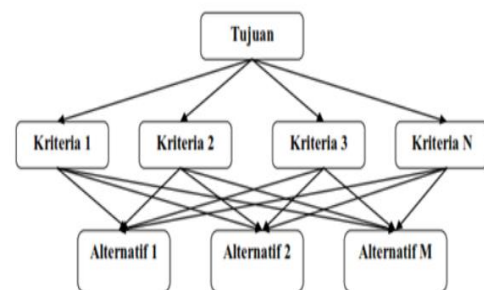 Tujuan
Kriteria 1
Kriteria 2
Kriteria 3
Kriteria N
Alternatif 1
Alternatif 2
Alternatif M